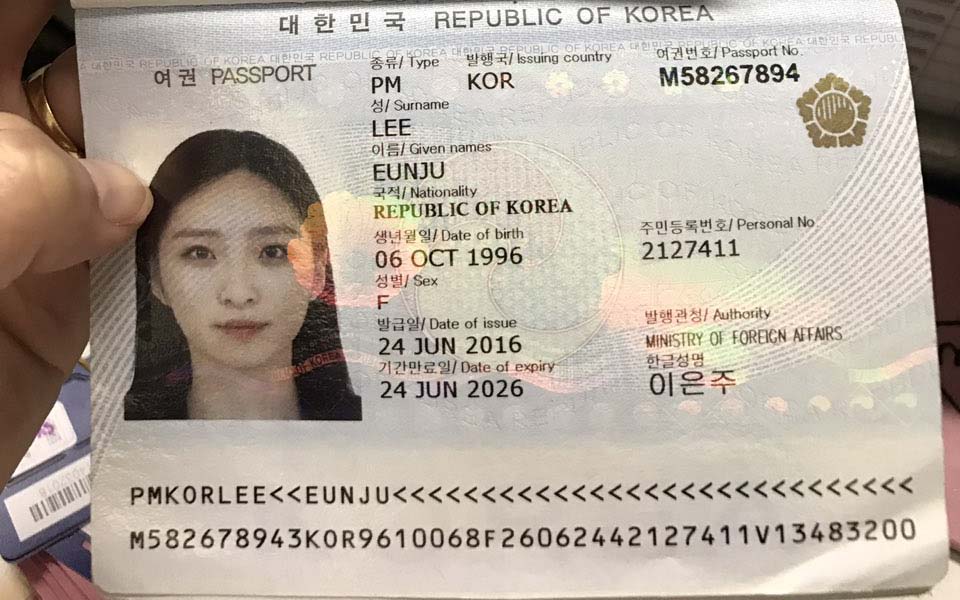 대한민국 REPUBLIC OF KOREA
여권 PASSPORT
종류/ Type 발행국/ Issuing country 여권번호/ Passport No.
PM KOR M58267894
성/ Surname
LEE
이름/ Given names
EUNJU
국적/ Nationality
REPUBLIC OF KOREA
생년월일/ Date of birth 주민등록번호/ Personal No
06 OCT 1996 2127411
성별/ Sex
F
발급일/ Date of issue 발행관청/ Authority
24 JUN 2016 MINISTRY OF FOREIGN AFFAIRS
기간만료일/ Date of expiry 한글성명
24 JUN 2026 이은주
PMKORLEE<<EUNJU<<<<<<<<<<<<<<<<<<<<<<<<<<<<<
M582678943KOR9610068F26062442127411V13483200